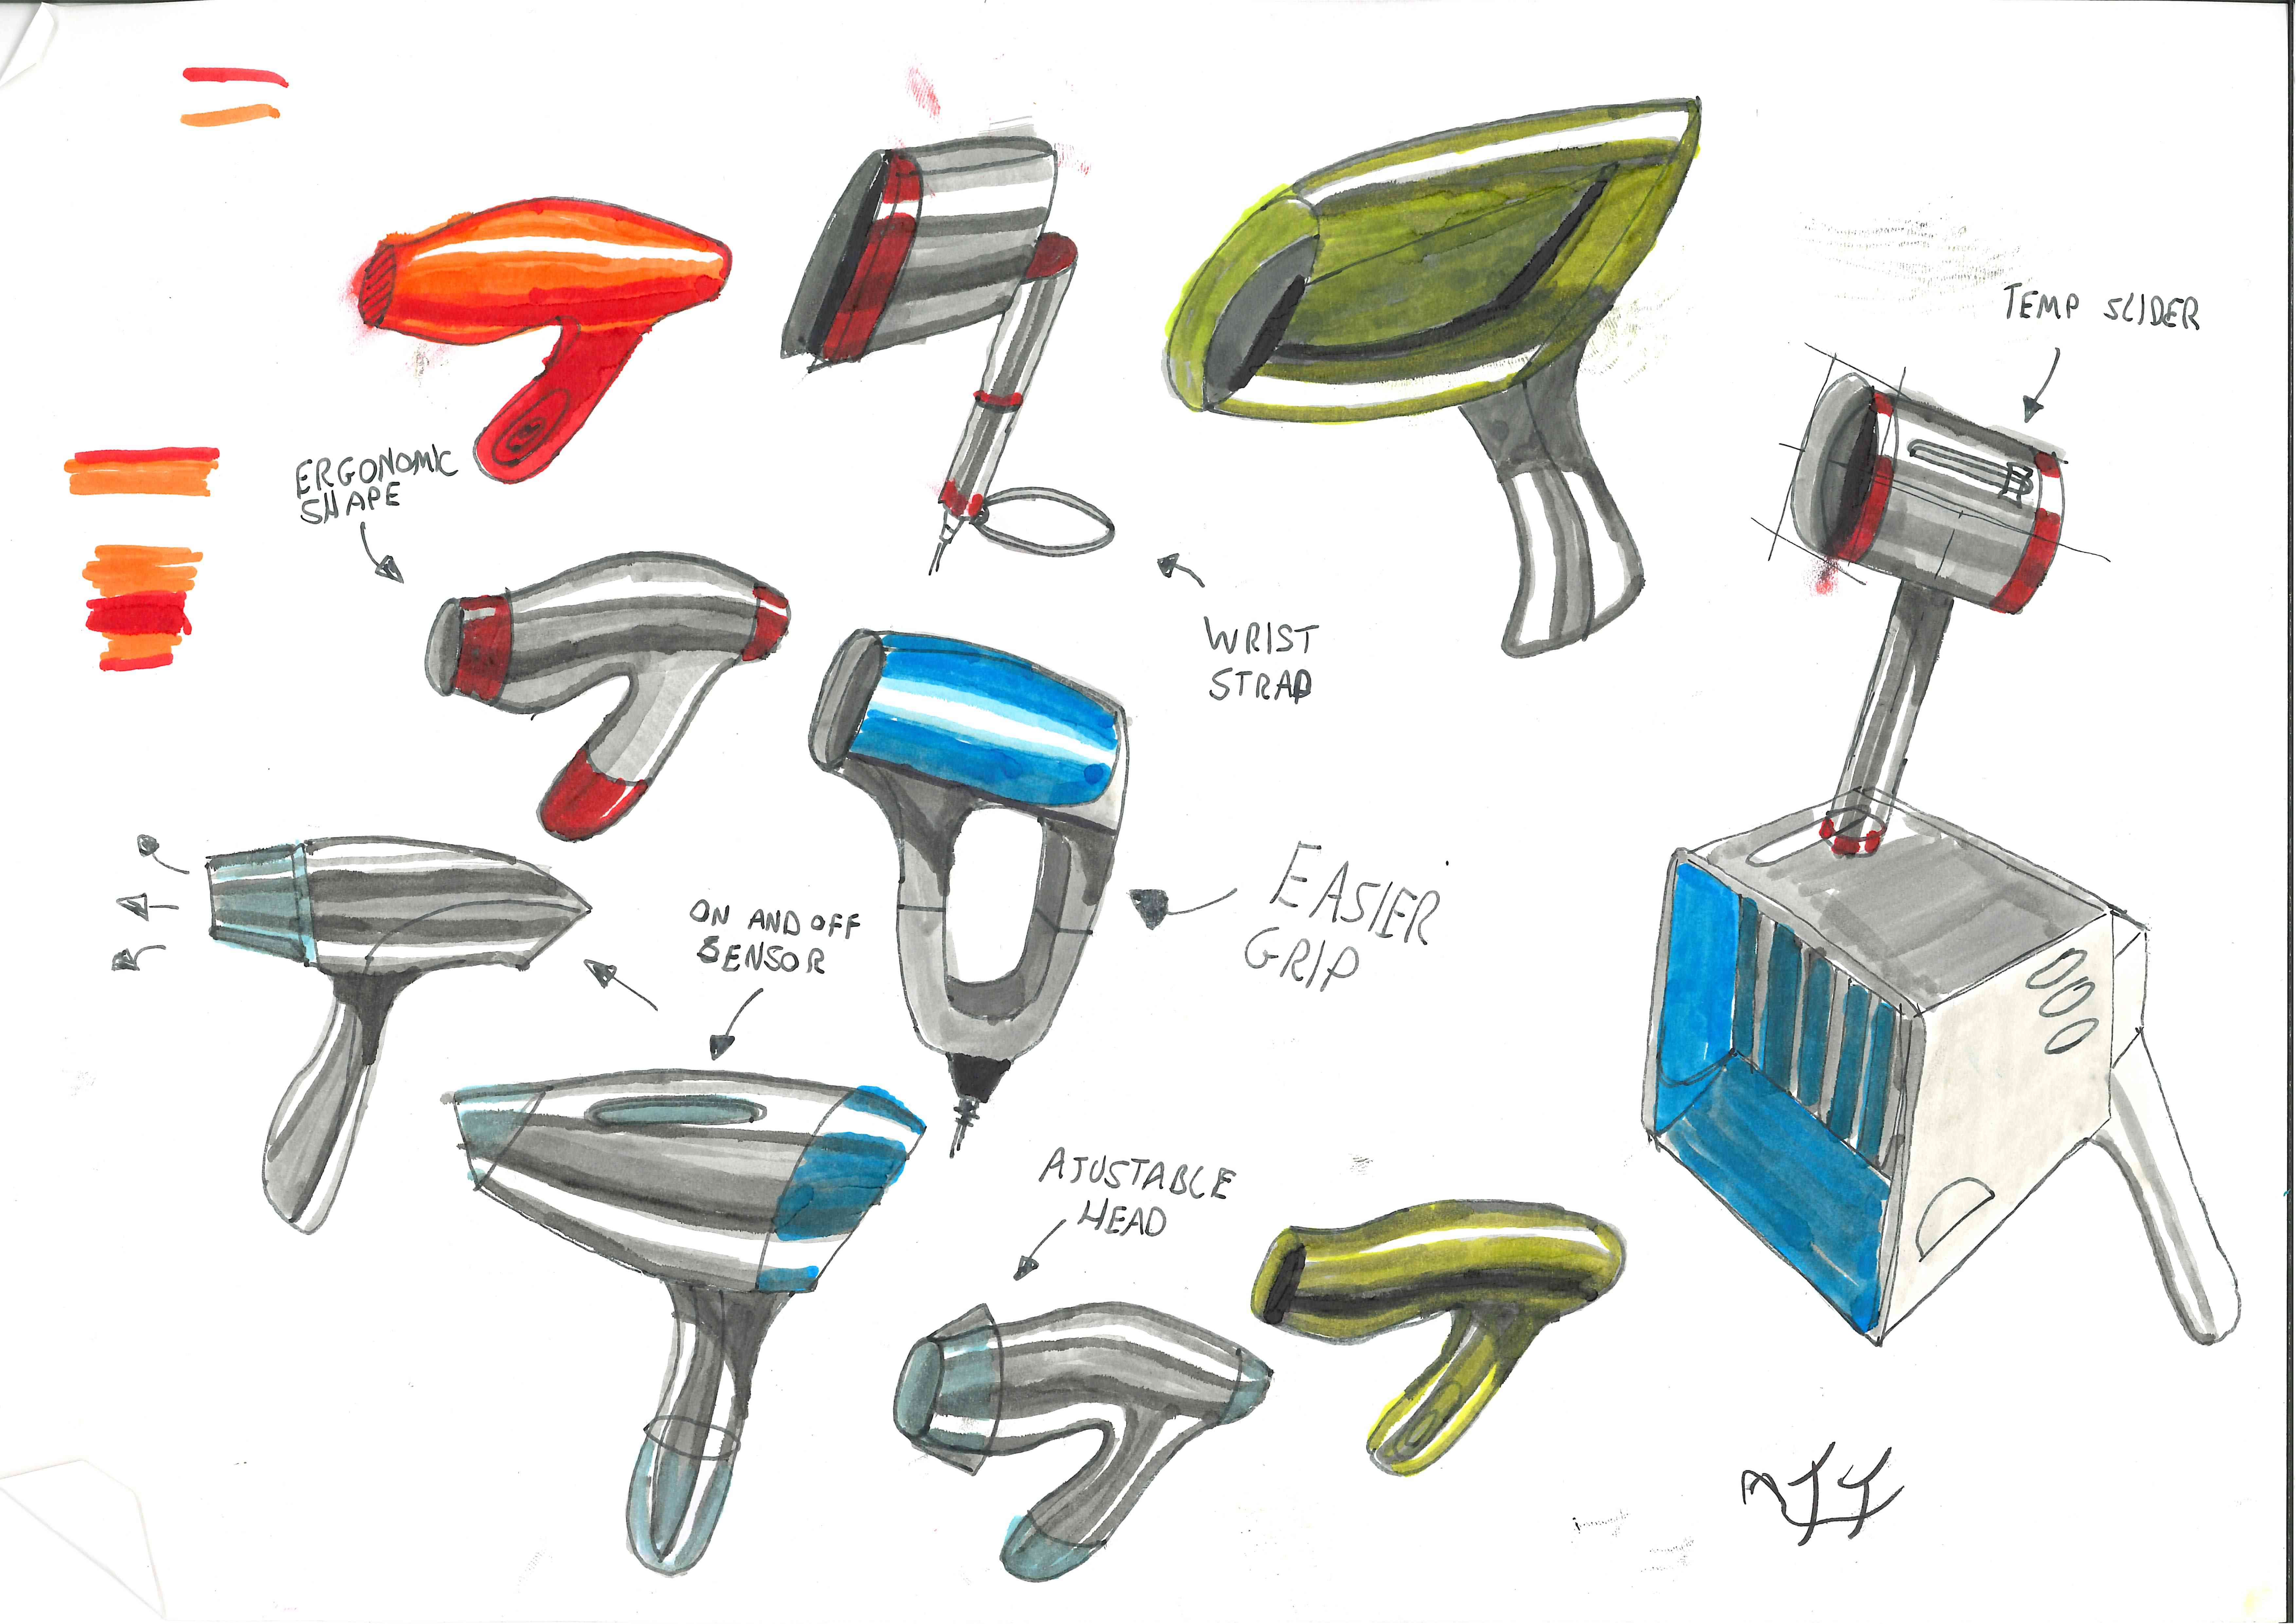 TEMP SLIDER
ERGONOMIC
SHAPE
WRIST
STRAP
EASIER
GRIP
ON AND OFF
SENSOR
AJUSTABLE
HEAD